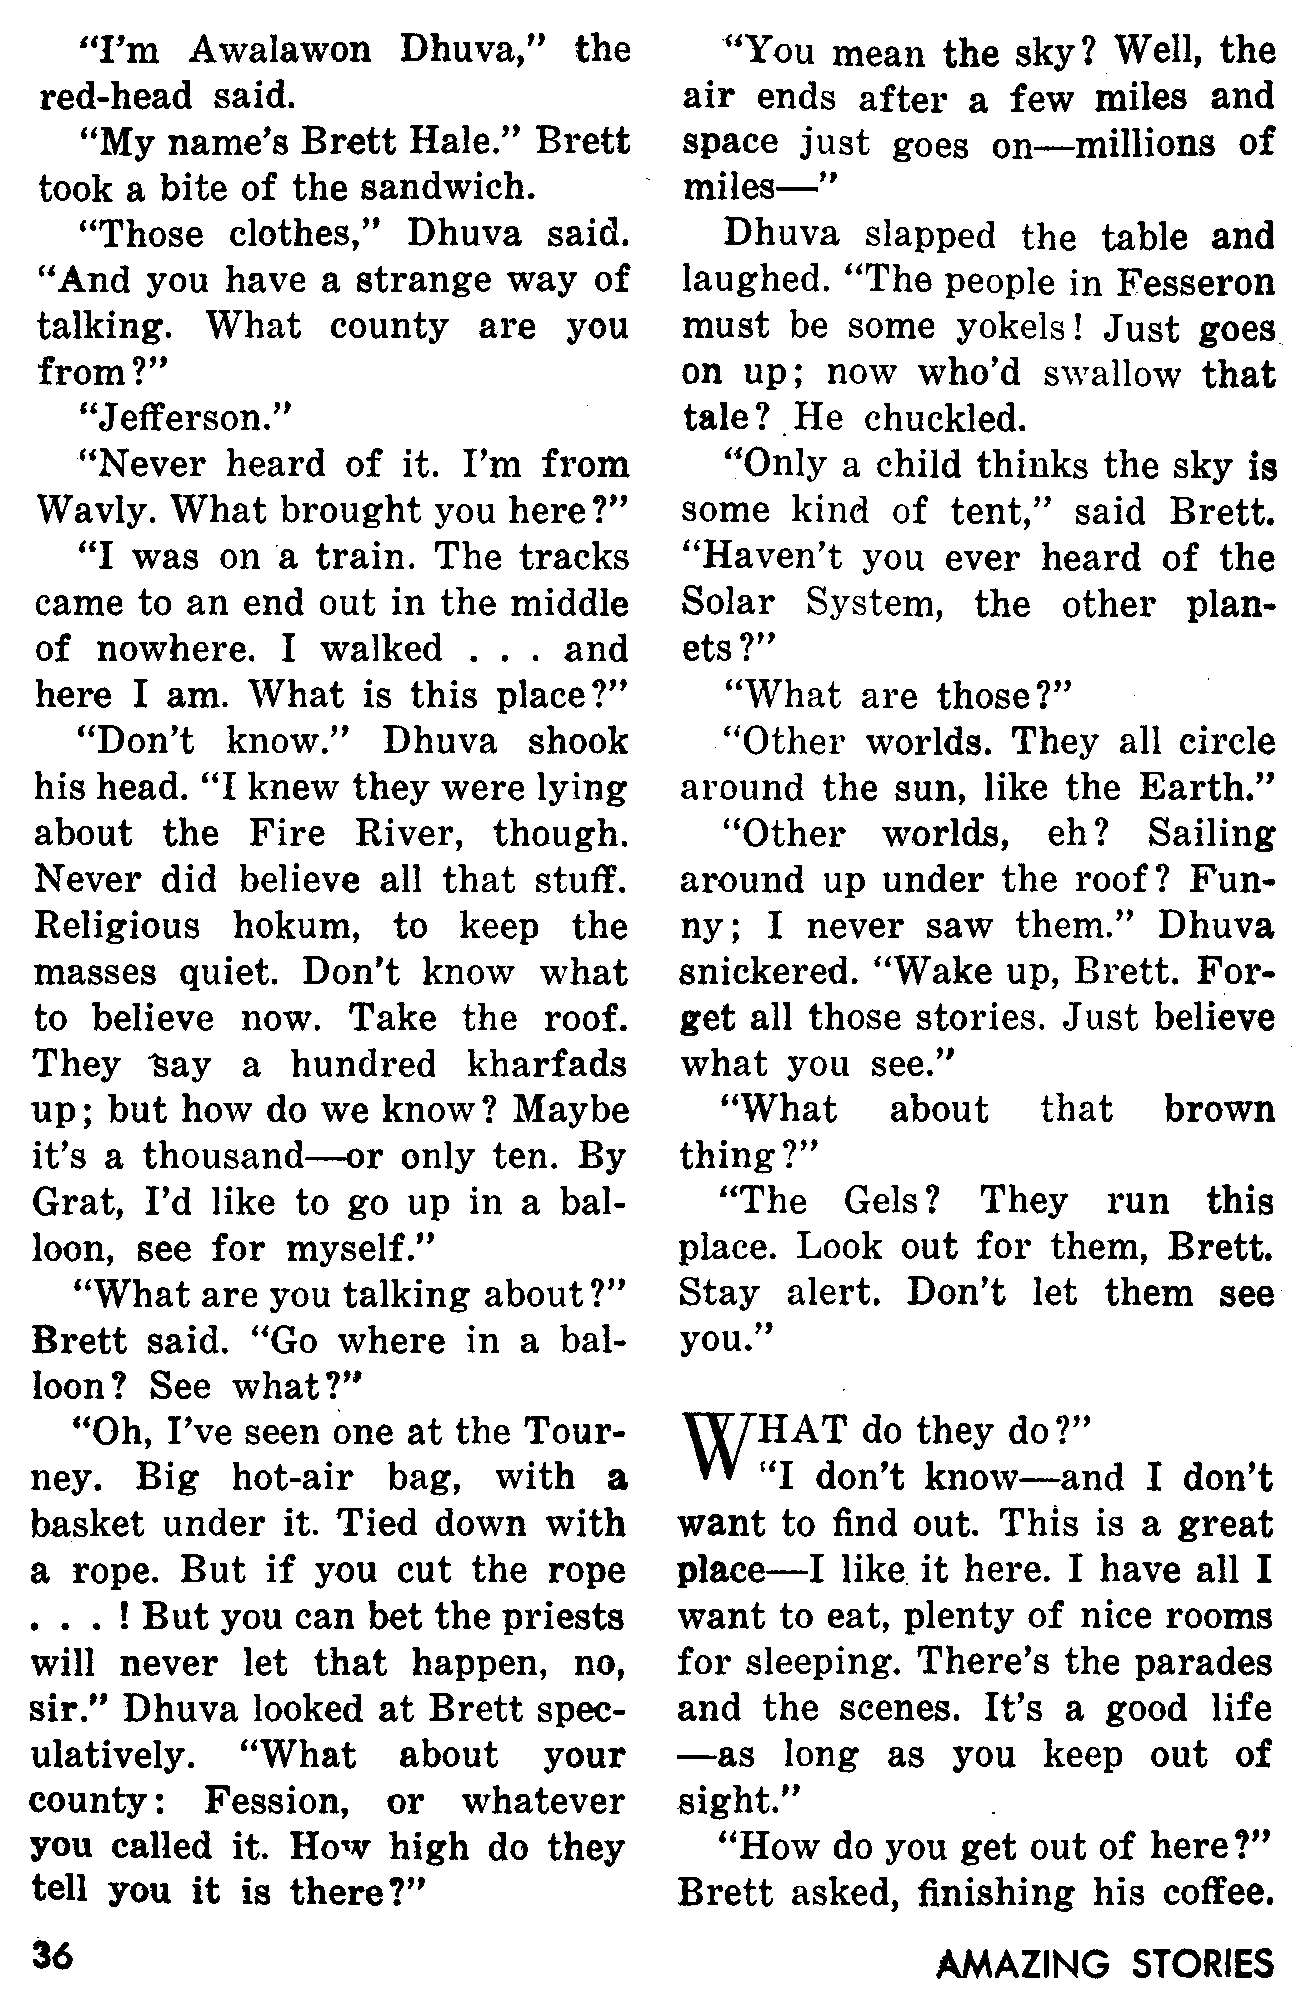 “I’m Awalawon Dhuva,” the
red-head said.
“My name’s Brett Hale.” Brett
took a bite of the sandwich.
“Those clothes,” Dhuva said.
“And you have a strange way of
talking. What county are you
from?”
“Jefferson.”
“Never heard of it. I’m from
Wavly. What brought you here?”
“I was on a train. The tracks
came to an end out in the middle
of nowhere. I walked . . . and
here I am. What is this place?”
“Don’t know.” Dhuva shook
his head. “I knew they were lying
about the Fire River, though.
Never did believe all that stuff.
Religious hokum, to keep the
masses quiet. Don’t know what
to believe now. Take the roof.
They say a hundred kharfads
up; but how do we know? Maybe
it’s a thousand—or only ten. By
Grat, I’d like to go up in a bal-
loon, see for myself.”
“What are you talking about?”
Brett said. “Go where in a bal-
loon? See what?”
“Oh, I’ve seen one at the Tour-
ney. Big hot-air bag, with a
basket under it. Tied down with
a rope. But if you cut the rope
. . . ! But you can bet the priests
will never let that happen, no,
sir.” Dhuva looked at Brett spec-
ulatively. “What about your
county: Fession, or whatever
you called it. How high do they
tell you it is there?”
“You mean the sky? Well, the
air ends after a few miles and
space just goes on—millions of
miles—”
Dhuva slapped the table and
laughed. “The people in Fesseron
must be some yokels! Just goes
on up; now who’d swallow that
tale? He chuckled.
“Only a child thinks the sky is
some kind of tent,” said Brett.
“Haven’t you ever heard of the
Solar System, the other plan-
ets?”
“What are those?”
“Other worlds. They all circle
around the sun, like the Earth.”
“Other worlds, eh? Sailing
around up under the roof? Fun-
ny; I never saw them.” Dhuva
snickered. “Wake up, Brett. For-
get all those stories. Just believe
what you see.”
“What about that brown
thing?”
“The Gels? They run this
place. Look out for them, Brett.
Stay alert. Don’t let them see
you.”
WHAT do they do?”
“I don’t know—and I don’t
want to find out. This is a great
place—I like it here. I have all I
want to eat, plenty of nice rooms
for sleeping. There’s the parades
and the scenes. It’s a good life
—as long as you keep out of
sight.”
“How do you get out of here?”
Brett asked, finishing his coffee.
36
AMAZING STORIES